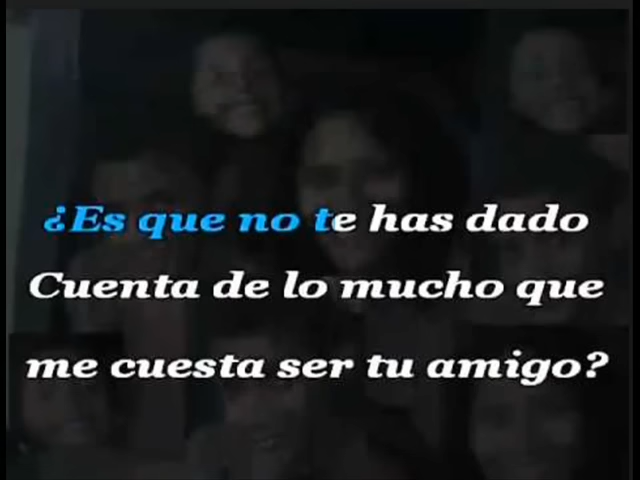 ¿Es que no te has dado
Cuenta de lo mucho que
me cuesta ser tu amigo?